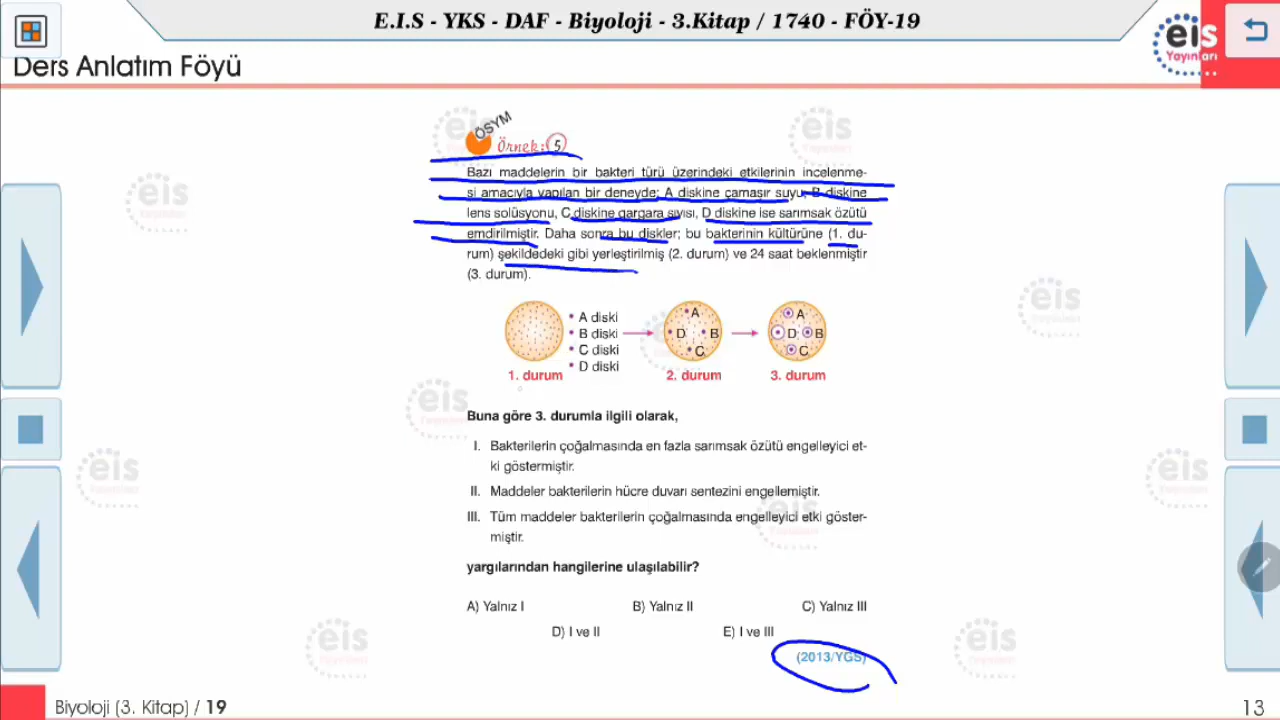 E.I.S - YKS - DAF - Biyoloji - 3.Kitap / 1740 - FÖY-19
eis
Yayınları
Ders Anlatım Föyü
ÖSYM
Örnek: 5
Bazı maddelerin bir bakteri türü üzerindeki etkilerinin incelenme-
si amacıyla yapılan bir deneyde; A diskine çamaşır suyu, B diskine
lens solüsyonu, C diskine gargara sıvısı, D diskine ise sarımsak özütü
emdirilmiştir. Daha sonra bu diskler; bu bakterinin kültürüne (1. du-
rum) şekildedeki gibi yerleştirilmiş (2. durum) ve 24 saat beklenmiştir
(3. durum).
A diski
B diski
C diski
D diski
A
D B
C
A
D B
C
1. durum 2. durum 3. durum
Buna göre 3. durumla ilgili olarak,
I. Bakterilerin çoğalmasında en fazla sarımsak özütü engelleyici et-
ki göstermiştir.
II. Maddeler bakterilerin hücre duvarı sentezini engellemiştir.
III. Tüm maddeler bakterilerin çoğalmasında engelleyici etki göster-
miştir.
yargılarından hangilerine ulaşılabilir?
A) Yalnız I B) Yalnız II C) Yalnız III
D) I ve II E) I ve III
(2013/YGS)
Biyoloji (3. Kitap) / 19
13